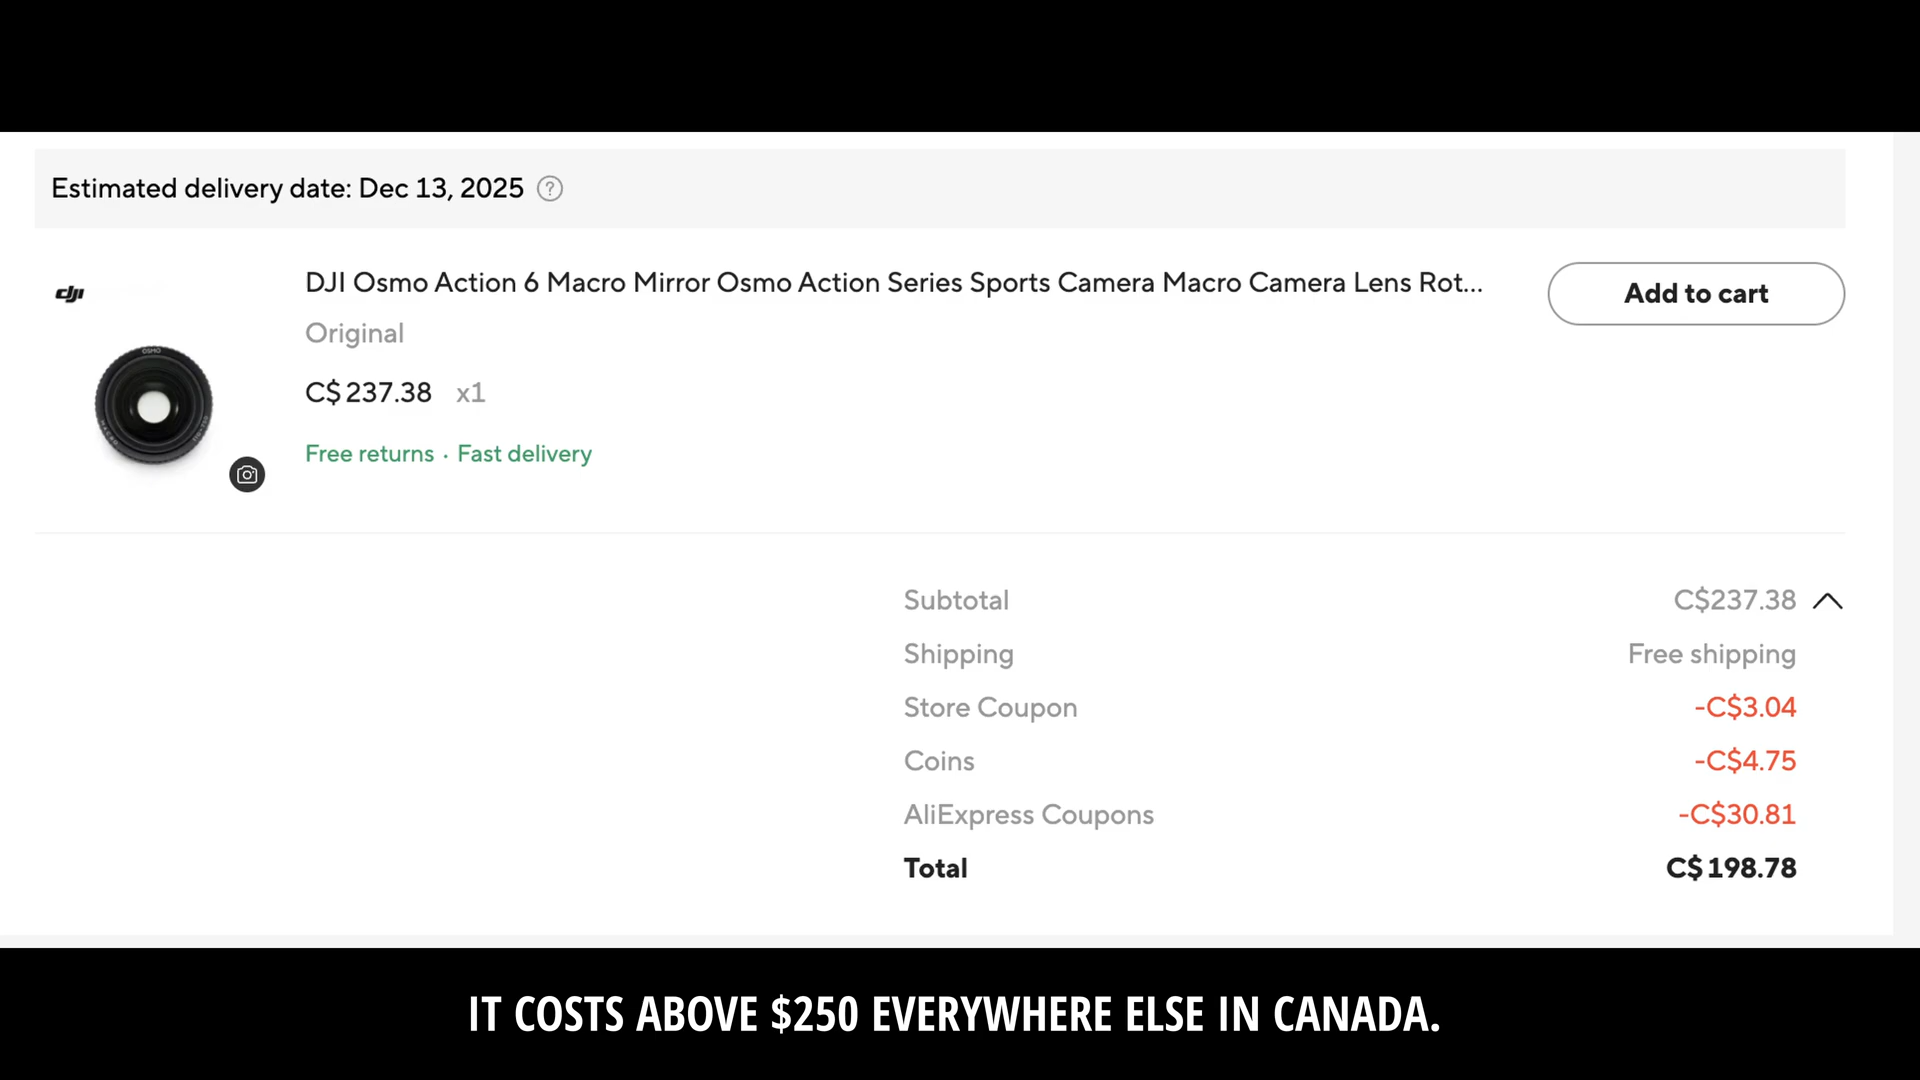 Estimated delivery date: Dec 13, 2025 ?
dji
OSMO
MACRO
DJI Osmo Action 6 Macro Mirror Osmo Action Series Sports Camera Macro Camera Lens Rot...
Add to cart
Original
C$237.38 x1
Free returns · Fast delivery
Subtotal C$237.38
Shipping Free shipping
Store Coupon -C$3.04
Coins -C$4.75
AliExpress Coupons -C$30.81
Total C$198.78
IT COSTS ABOVE $250 EVERYWHERE ELSE IN CANADA.